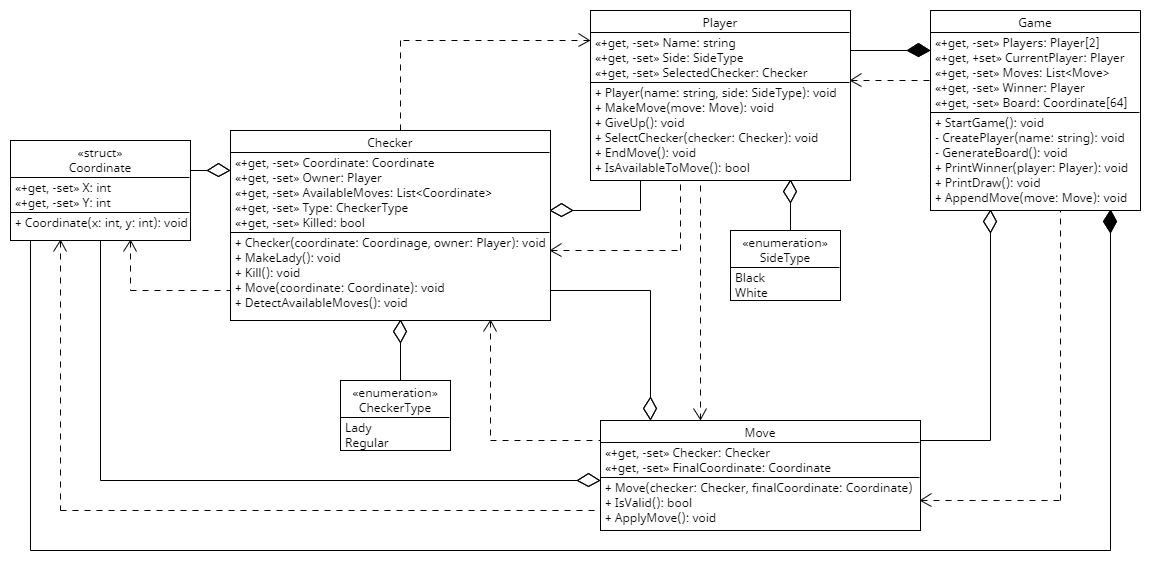 Player
«+get, -set» Name: string
«+get, -set» Side: SideType
«+get, -set» SelectedChecker: Checker
+ Player(name: string, side: SideType): void
+ MakeMove(move: Move): void
+ GiveUp(): void
+ SelectChecker(checker: Checker): void
+ EndMove(): void
+ IsAvailableToMove(): bool
Game
«+get, -set» Players: Player[2]
«+get, +set» CurrentPlayer: Player
«+get, -set» Moves: List<Move>
«+get, -set» Winner: Player
«+get, -set» Board: Coordinate[64]
+ StartGame(): void
- CreatePlayer(name: string): void
- GenerateBoard(): void
+ PrintWinner(player: Player): void
+ PrintDraw(): void
+ AppendMove(move: Move): void
«struct»
Coordinate
«+get, -set» X: int
«+get, -set» Y: int
+ Coordinate(x: int, y: int): void
Checker
«+get, -set» Coordinate: Coordinate
«+get, -set» Owner: Player
«+get, -set» AvailableMoves: List<Coordinate>
«+get, -set» Type: CheckerType
«+get, -set» Killed: bool
+ Checker(coordinate: Coordinage, owner: Player): void
+ MakeLady(): void
+ Kill(): void
+ Move(coordinate: Coordinate): void
+ DetectAvailableMoves(): void
«enumeration»
SideType
Black
White
«enumeration»
CheckerType
Lady
Regular
Move
«+get, -set» Checker: Checker
«+get, -set» FinalCoordinate: Coordinate
+ Move(checker: Checker, finalCoordinate: Coordinate)
+ IsValid(): bool
+ ApplyMove(): void